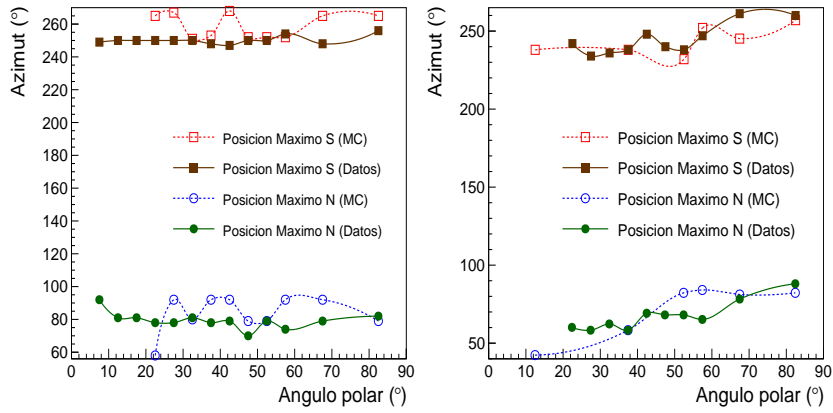 Azimut (°)
260
240
220
200
180
160
140
120
100
80
60
Posicion Maximo S (MC)
Posicion Maximo S (Datos)
Posicion Maximo N (MC)
Posicion Maximo N (Datos)
0 10 20 30 40 50 60 70 80 90
Angulo polar (°)
Azimut (°)
250
200
150
100
50
Posicion Maximo S (MC)
Posicion Maximo S (Datos)
Posicion Maximo N (MC)
Posicion Maximo N (Datos)
0 10 20 30 40 50 60 70 80 90
Angulo polar (°)